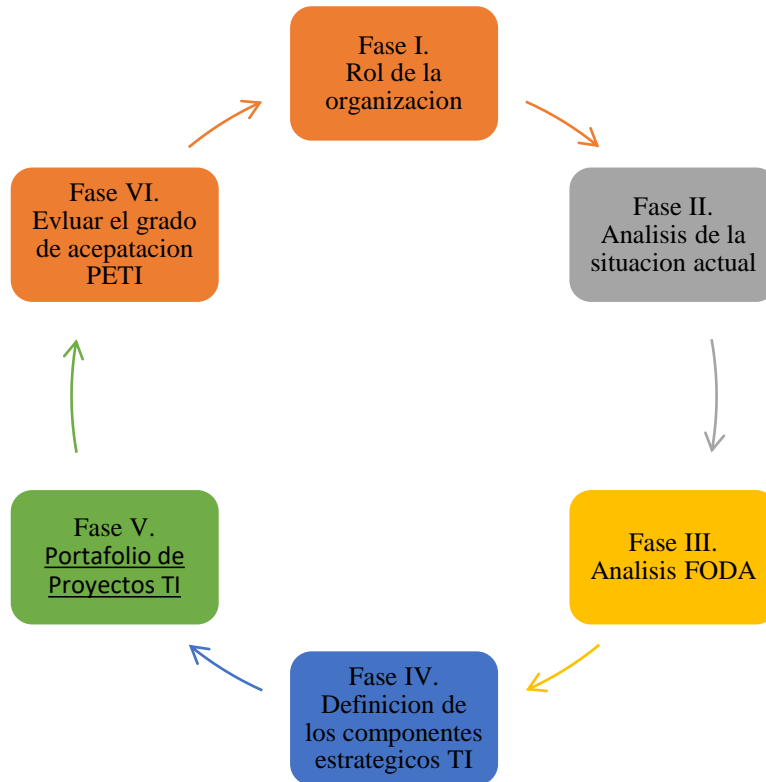 Fase I.
Rol de la
organizacion
Fase II.
Analisis de la
situacion actual
Fase III.
Analisis FODA
Fase IV.
Definicion de
los componentes
estrategicos TI
Fase V.
Portafolio de
Proyectos TI
Fase VI.
Evluar el grado
de acepatacion
PETI